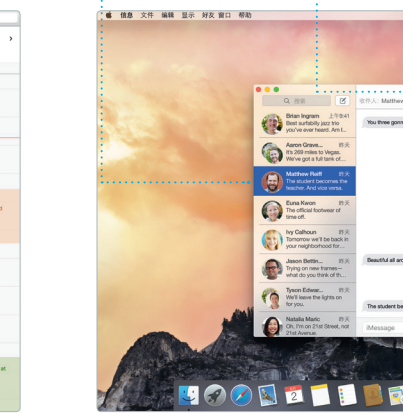 信息 文件 编辑 显示 好友 窗口 帮助
搜索
收件人: Matthew
Brian Ingram 上午9:41
Best surfabilly jazz trio
you've ever heard. Am I...
Aaron Grave... 昨天
It's 269 miles to Vegas.
We've got a full tank of...
Matthew Reiff 昨天
The student becomes the
teacher. And vice versa.
Euna Kwon 昨天
The official footwear of
time off.
Ivy Calhoun 昨天
Tomorrow we'll be back in
your neighborhood for...
Jason Bettin... 昨天
Trying on new frames—
what do you think of th...
Tyson Edwar... 昨天
We'll leave the lights on
for you.
Natalia Maric 昨天
Oh, I'm on 21st Street, not
21st Avenue.
You three gonn
Beautiful all aro
The student be
iMessage
2
at